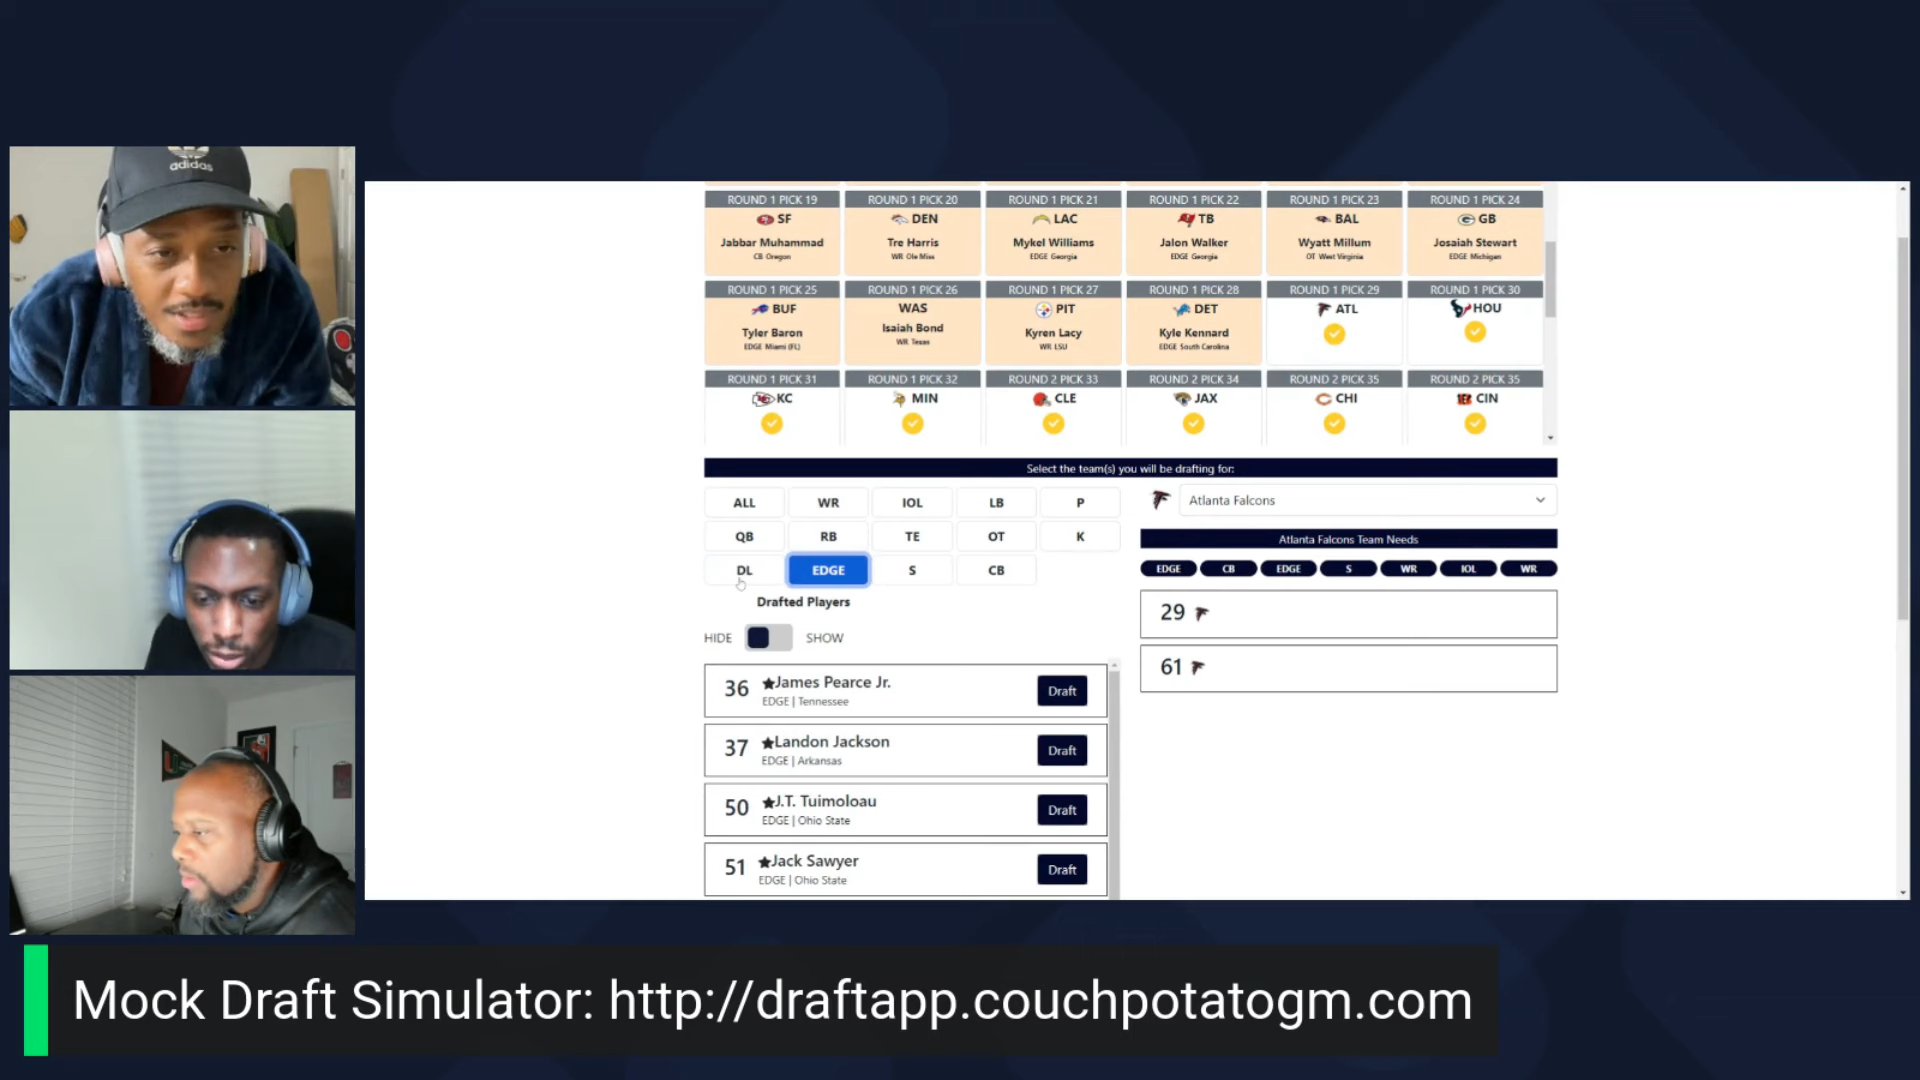 adidas
ROUND 1 PICK 19 ROUND 1 PICK 20 ROUND 1 PICK 21 ROUND 1 PICK 22 ROUND 1 PICK 23 ROUND 1 PICK 24
SF DEN LAC TB BAL GB
Jabbar Muhammad Tre Harris Mykel Williams Jalon Walker Wyatt Millum Josaiah Stewart
CB Oregon WR Ole Miss EDGE Georgia EDGE Georgia OT West Virginia EDGE Michigan
ROUND 1 PICK 25 ROUND 1 PICK 26 ROUND 1 PICK 27 ROUND 1 PICK 28 ROUND 1 PICK 29 ROUND 1 PICK 30
BUF WAS PIT DET ATL HOU
Tyler Baron Isaiah Bond Kyren Lacy Kyle Kennard
EDGE Miami (FL) WR Texas WR LSU EDGE South Carolina
ROUND 1 PICK 31 ROUND 1 PICK 32 ROUND 2 PICK 33 ROUND 2 PICK 34 ROUND 2 PICK 35 ROUND 2 PICK 35
KC MIN CLE JAX CHI CIN
Select the team(s) you will be drafting for:
ALL WR IOL LB P
QB RB TE OT K
DL EDGE S CB
Drafted Players
HIDE SHOW
36 ★James Pearce Jr. Draft
EDGE | Tennessee
37 ★Landon Jackson Draft
EDGE | Arkansas
50 ★J.T. Tuimoloau Draft
EDGE | Ohio State
51 ★Jack Sawyer Draft
EDGE | Ohio State
Atlanta Falcons
Atlanta Falcons Team Needs
EDGE CB EDGE S WR IOL WR
29
61
Mock Draft Simulator: http://draftapp.couchpotatogm.com